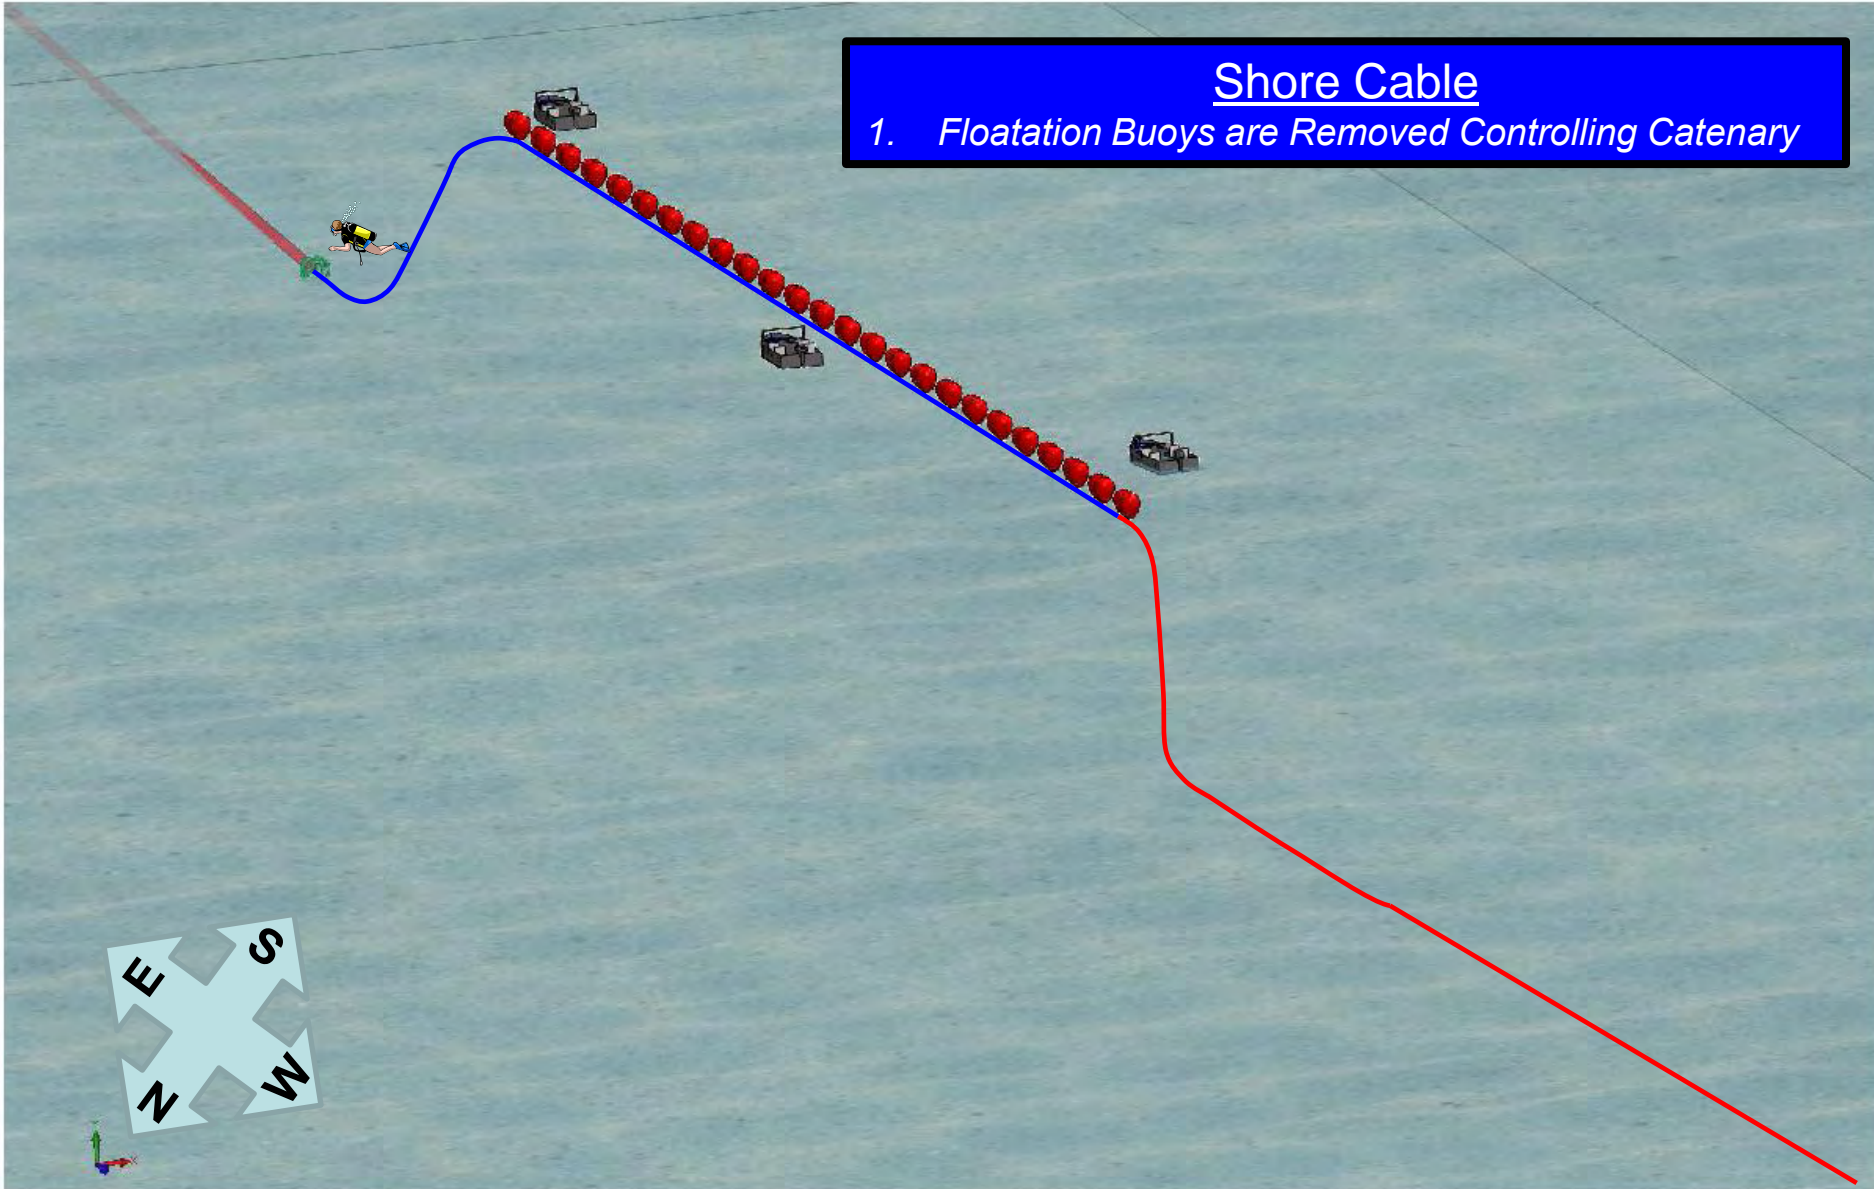 Shore Cable
1. Floatation Buoys are Removed Controlling Catenary
E
S
N
W